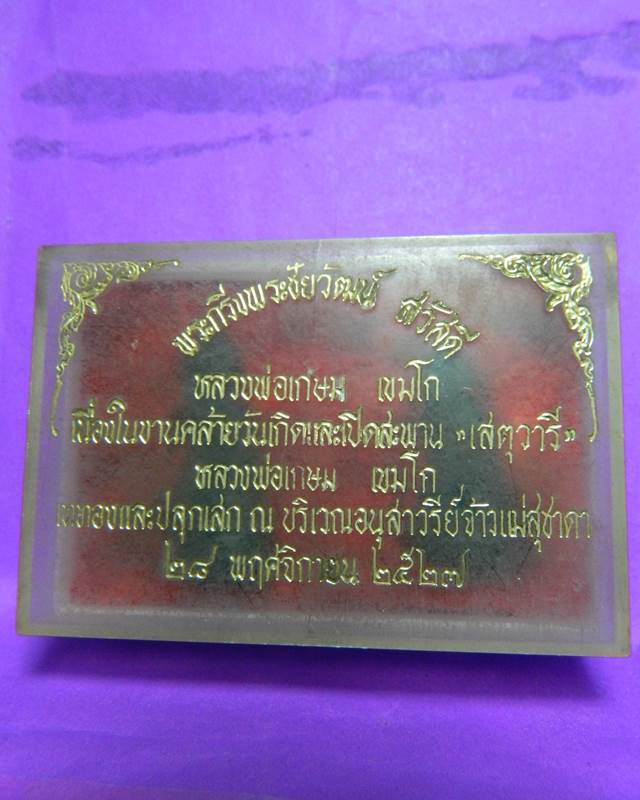 พระกริ่งพระชัยวัฒน์ สวัสดี
หลวงพ่อเกษม เขมโก
เนื่องในงานคล้ายวันเกิดและเปิดสะพาน "เสตุวารี"
หลวงพ่อเกษม เขมโก
เททองและปลุกเสก ณ บริเวณอนุสาวรีย์จ้าวแม่สุชาดา
๒๘ พฤศจิกายน ๒๕๒๗